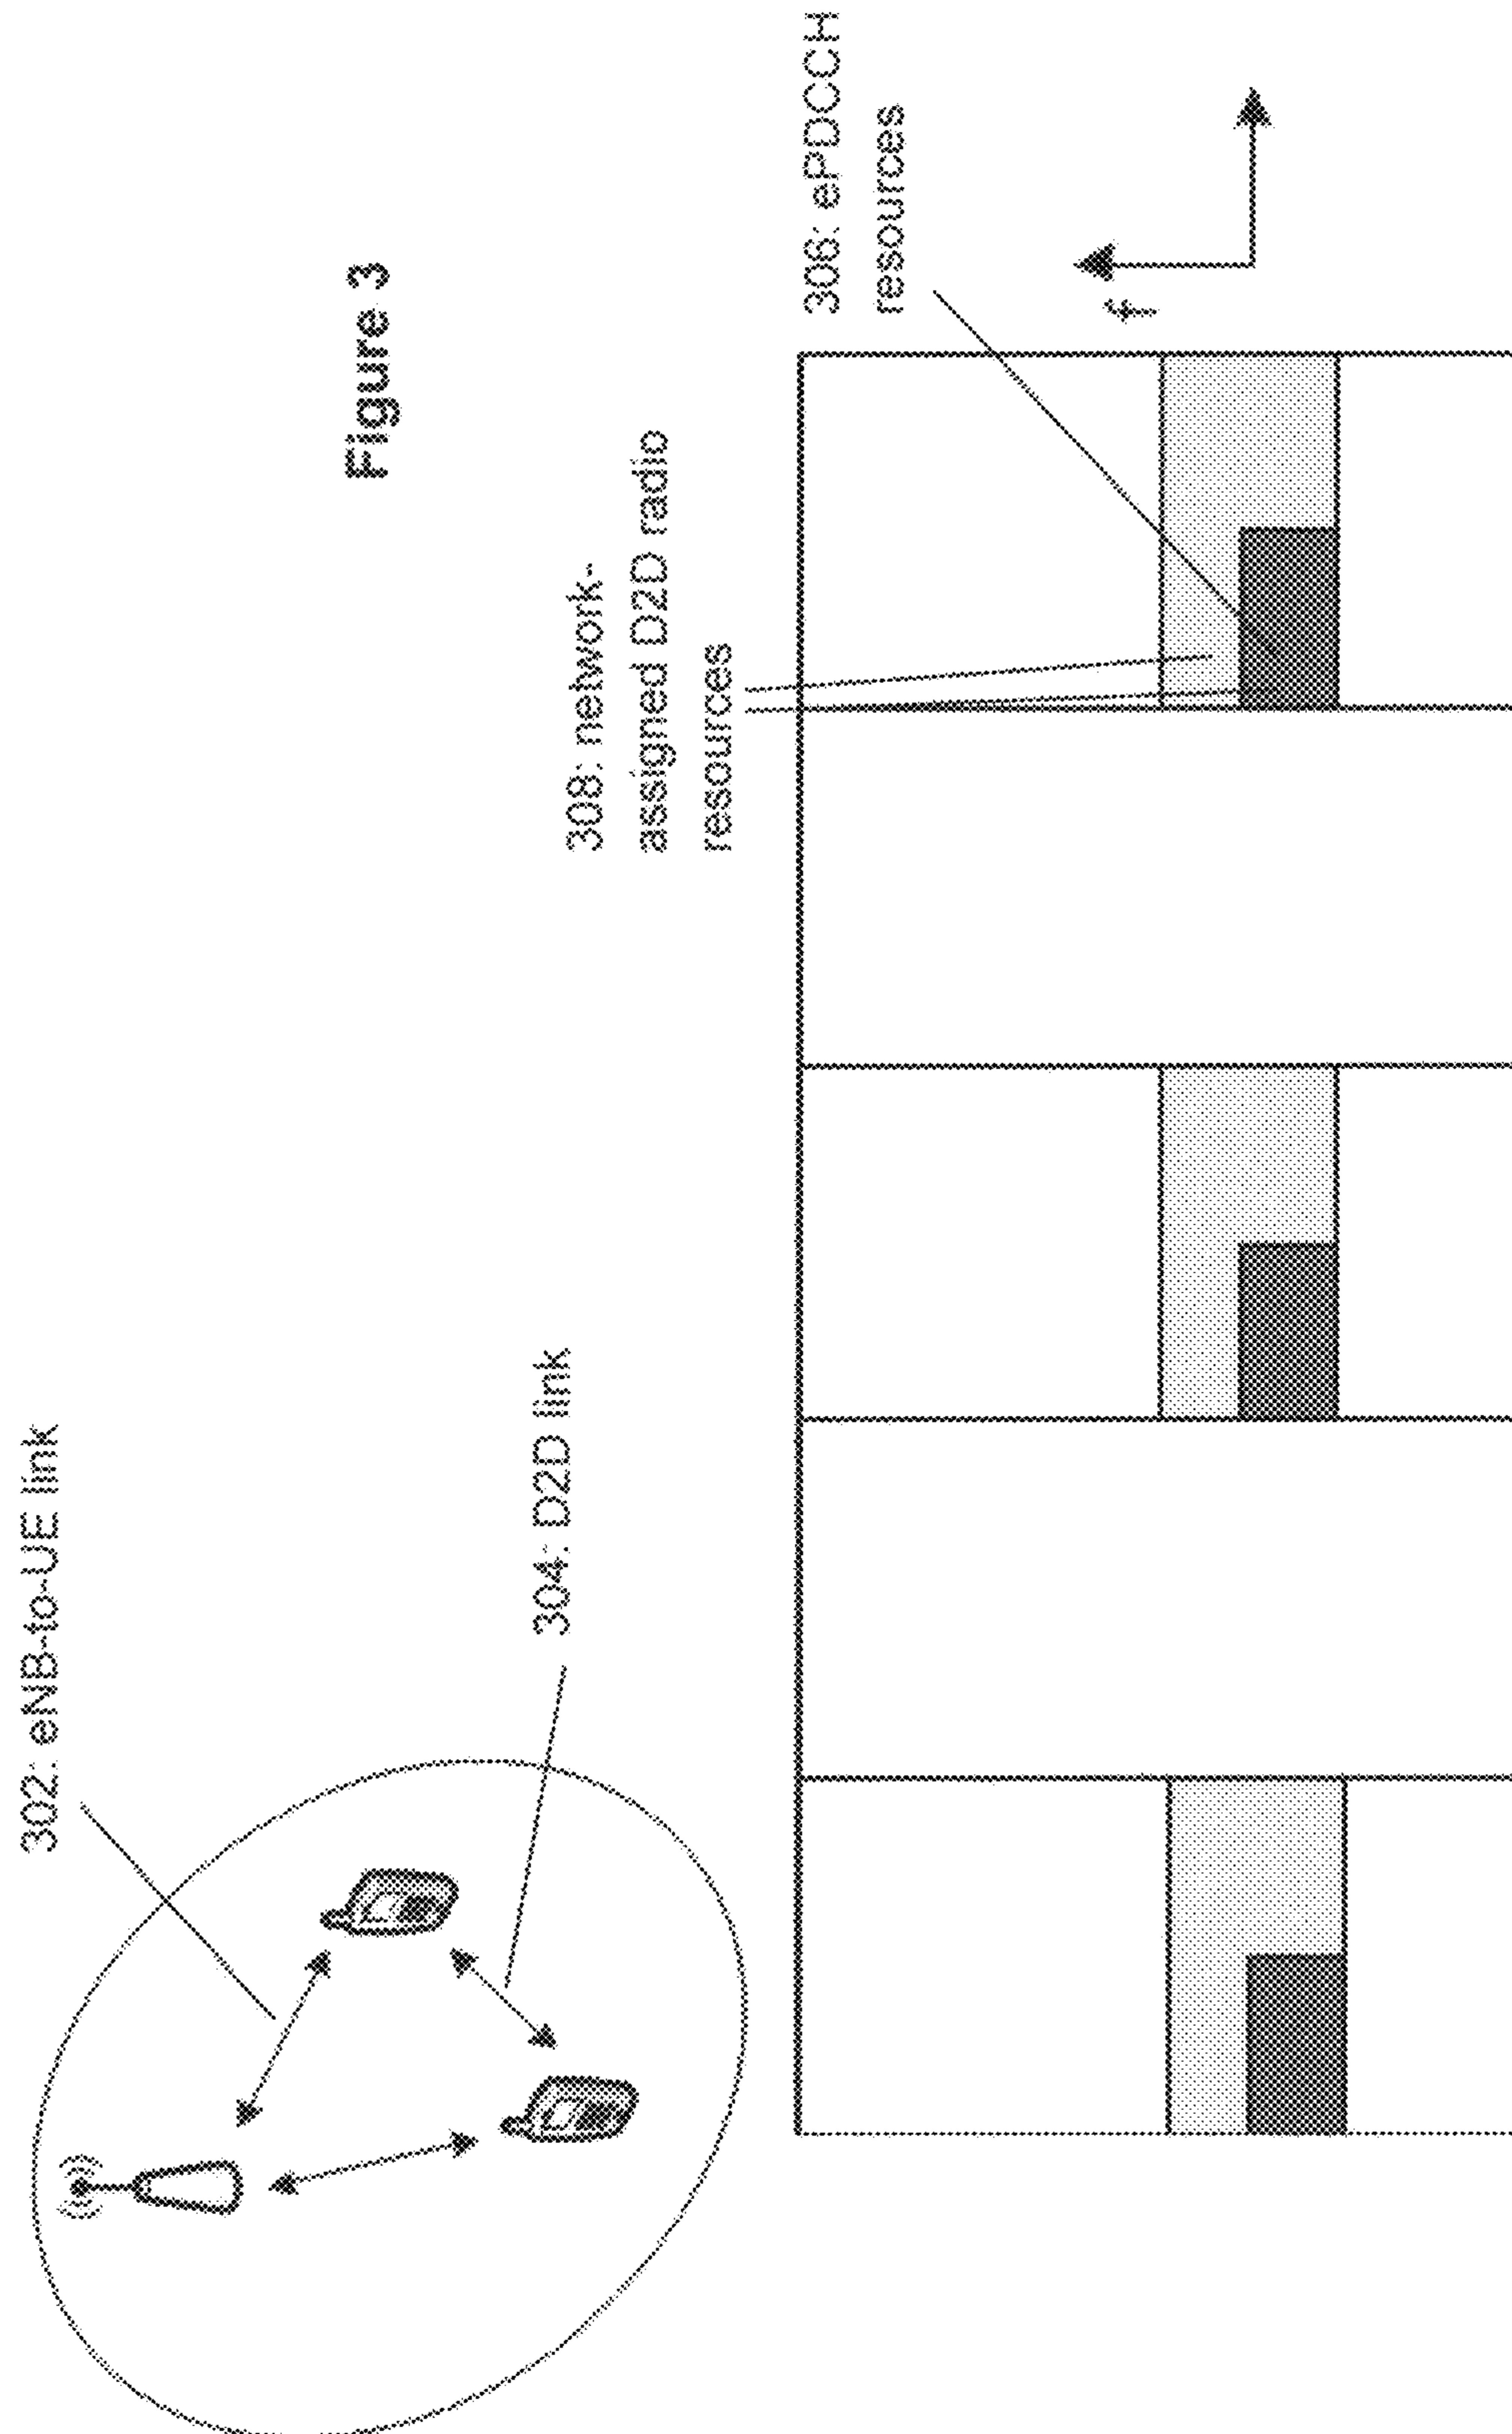 Figure 3
302: eNB-to-UE link
304: D2D link
308: network-
assigned D2D radio
resources
306: ePDCCH
resources
f